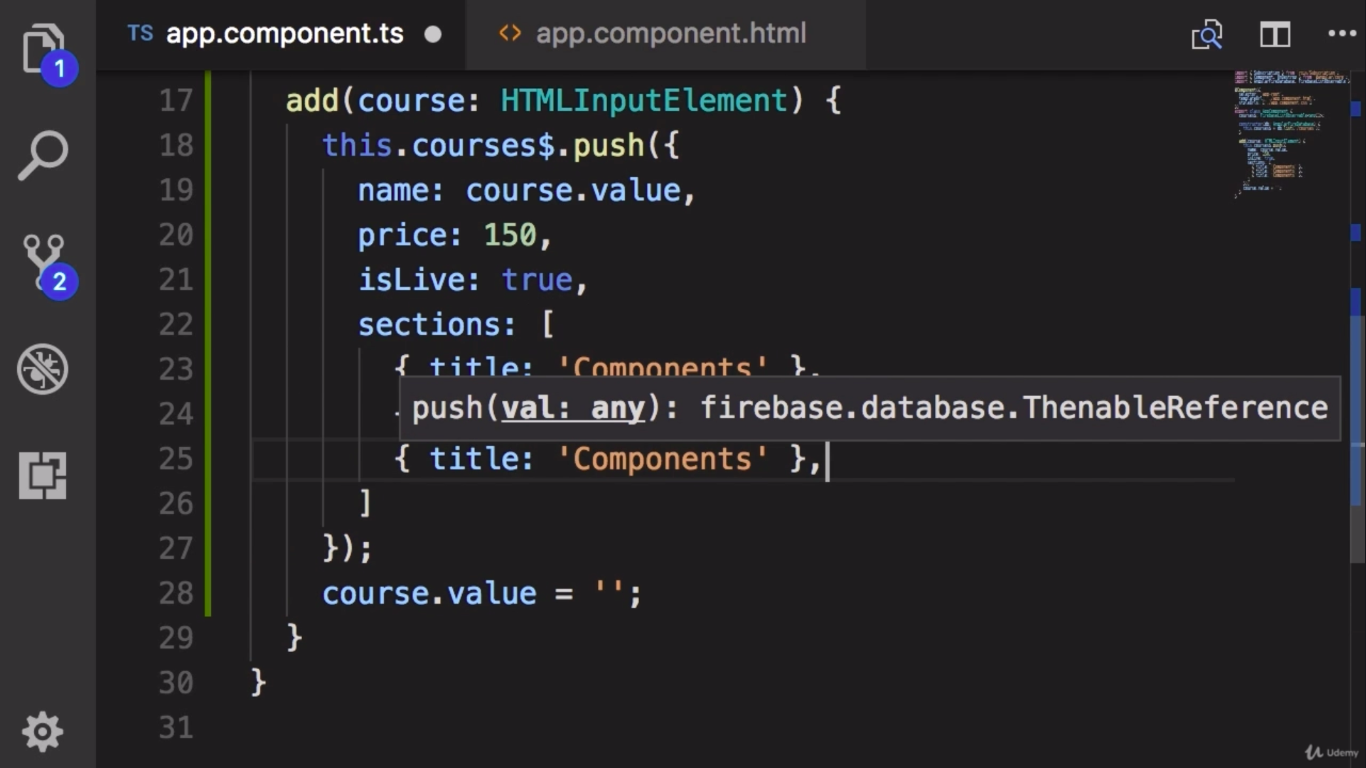 1
2
TS app.component.ts ● <> app.component.html
17 add(course: HTMLInputElement) {
18 this.courses$.push({
19 name: course.value,
20 price: 150,
21 isLive: true,
22 sections: [
23 { title: 'Components' },
push(val: any): firebase.database.ThenableReference
24
25 { title: 'Components' },
26 ]
27 });
28 course.value = '';
29 }
30 }
31
Udemy